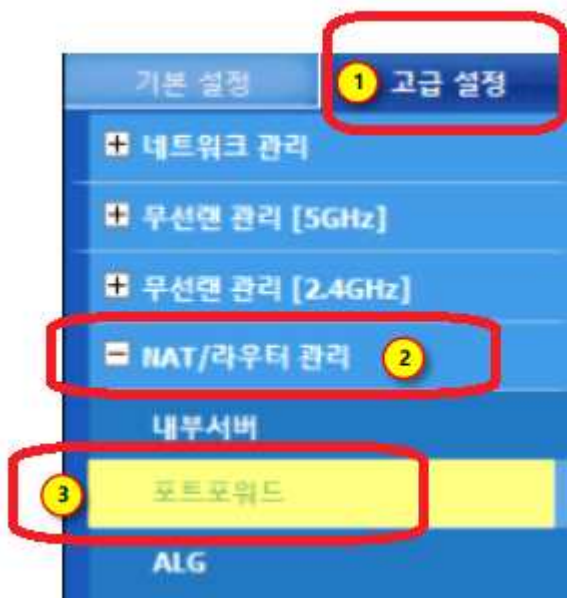 기본 설정
1 고급 설정
네트워크 관리
무선랜 관리 [5GHz]
무선랜 관리 [2.4GHz]
NAT/라우터 관리 2
내부서버
3 포트포워드
ALG